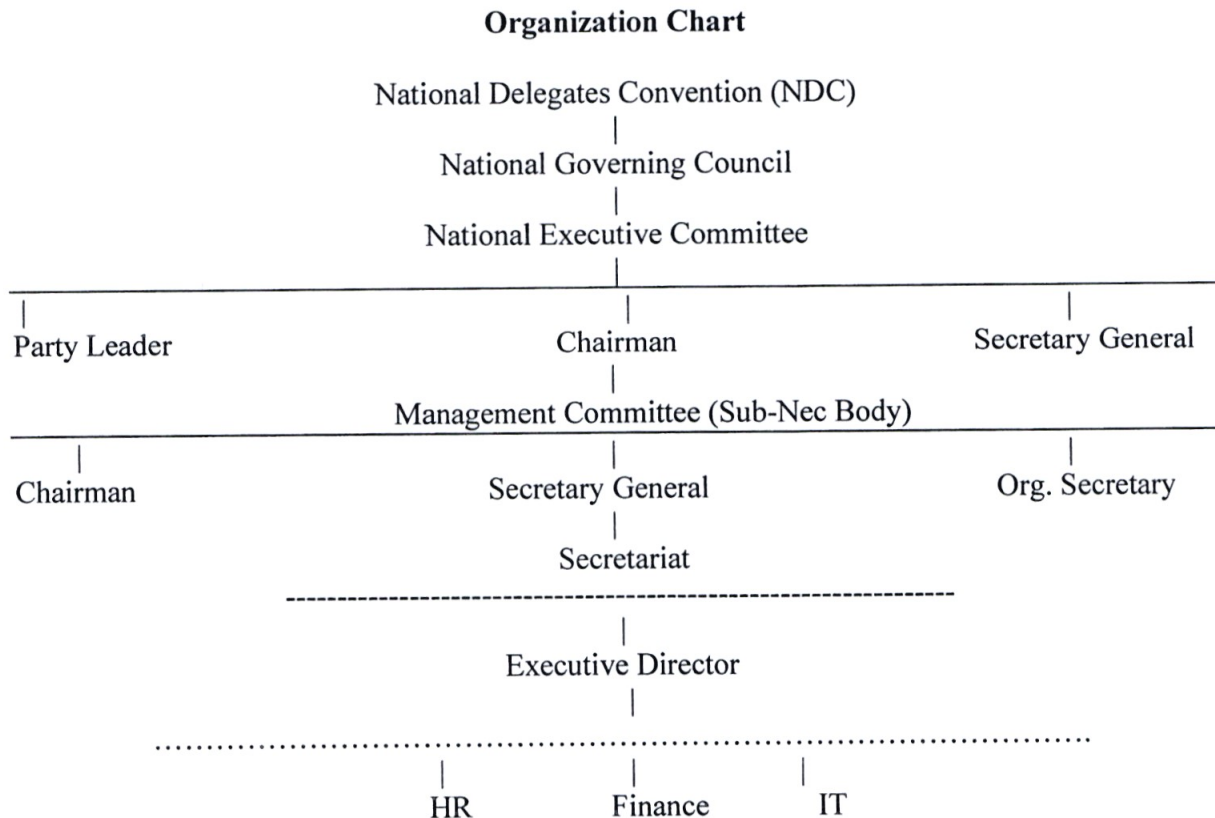 Organization Chart
National Delegates Convention (NDC)
National Governing Council
National Executive Committee
Party Leader Chairman Secretary General
Management Committee (Sub-Nec Body)
Chairman Secretary General Org. Secretary
Secretariat
Executive Director
HR Finance IT